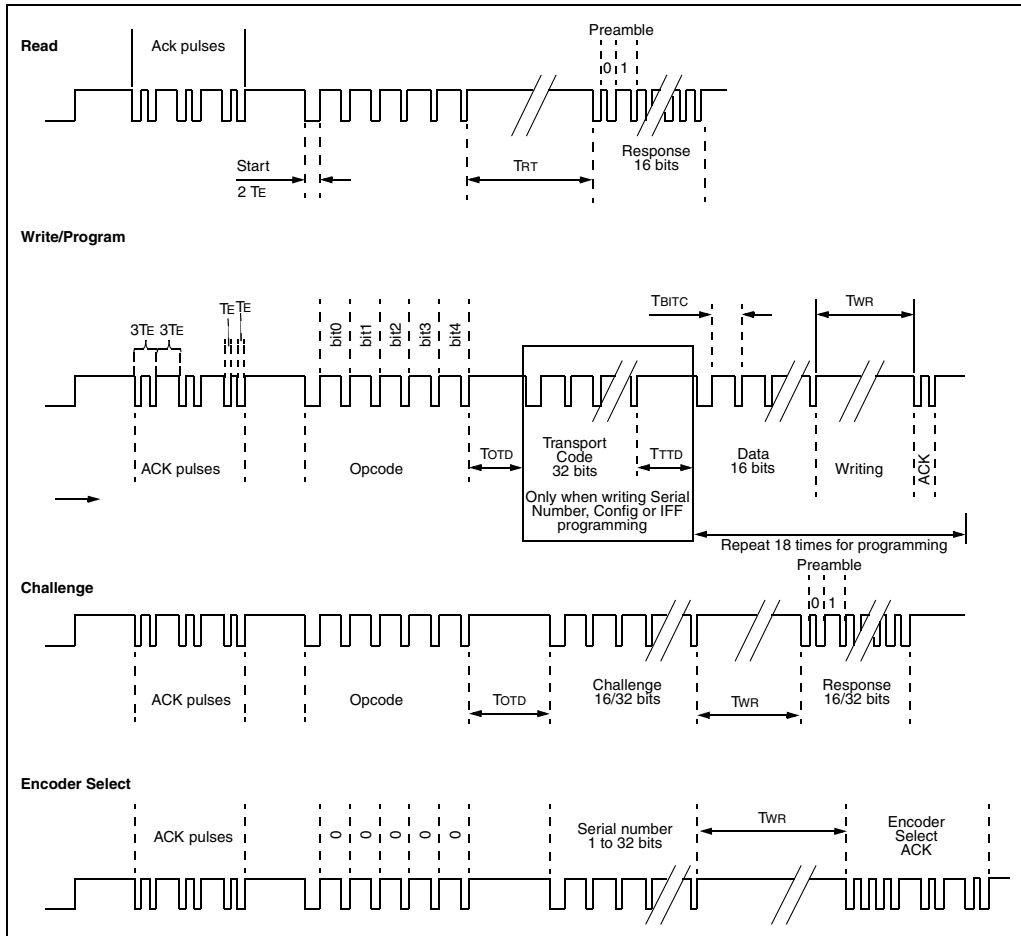 Read
Ack pulses
Preamble
0 1
Start
2 TE
TRT
Response
16 bits
Write/Program
3TE 3TE
TE TE
bit0 bit1 bit2 bit3 bit4
TBITC
TWR
ACK pulses
Opcode
TOTD
Transport
Code
32 bits
TTTD
Only when writing Serial
Number, Config or IFF
programming
Data
16 bits
Writing
ACK
Repeat 18 times for programming
Challenge
Preamble
0 1
ACK pulses
Opcode
TOTD
Challenge
16/32 bits
TWR
Response
16/32 bits
Encoder Select
ACK pulses
0 0 0 0 0
Serial number
1 to 32 bits
TWR
Encoder
Select
ACK